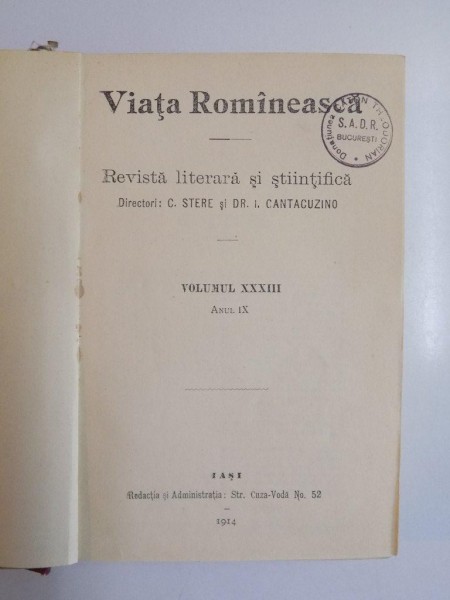 Viaţa Romînească
S. A. D. R.
BUCUREŞTI
Revistă literară şi ştiinţifică
Directori: C. STERE şi DR. I. CANTACUZINO
VOLUMUL XXXIII
ANUL IX
IAŞI
Redacţia şi Administraţia: Str. Cuza-Vodă No. 52
1914